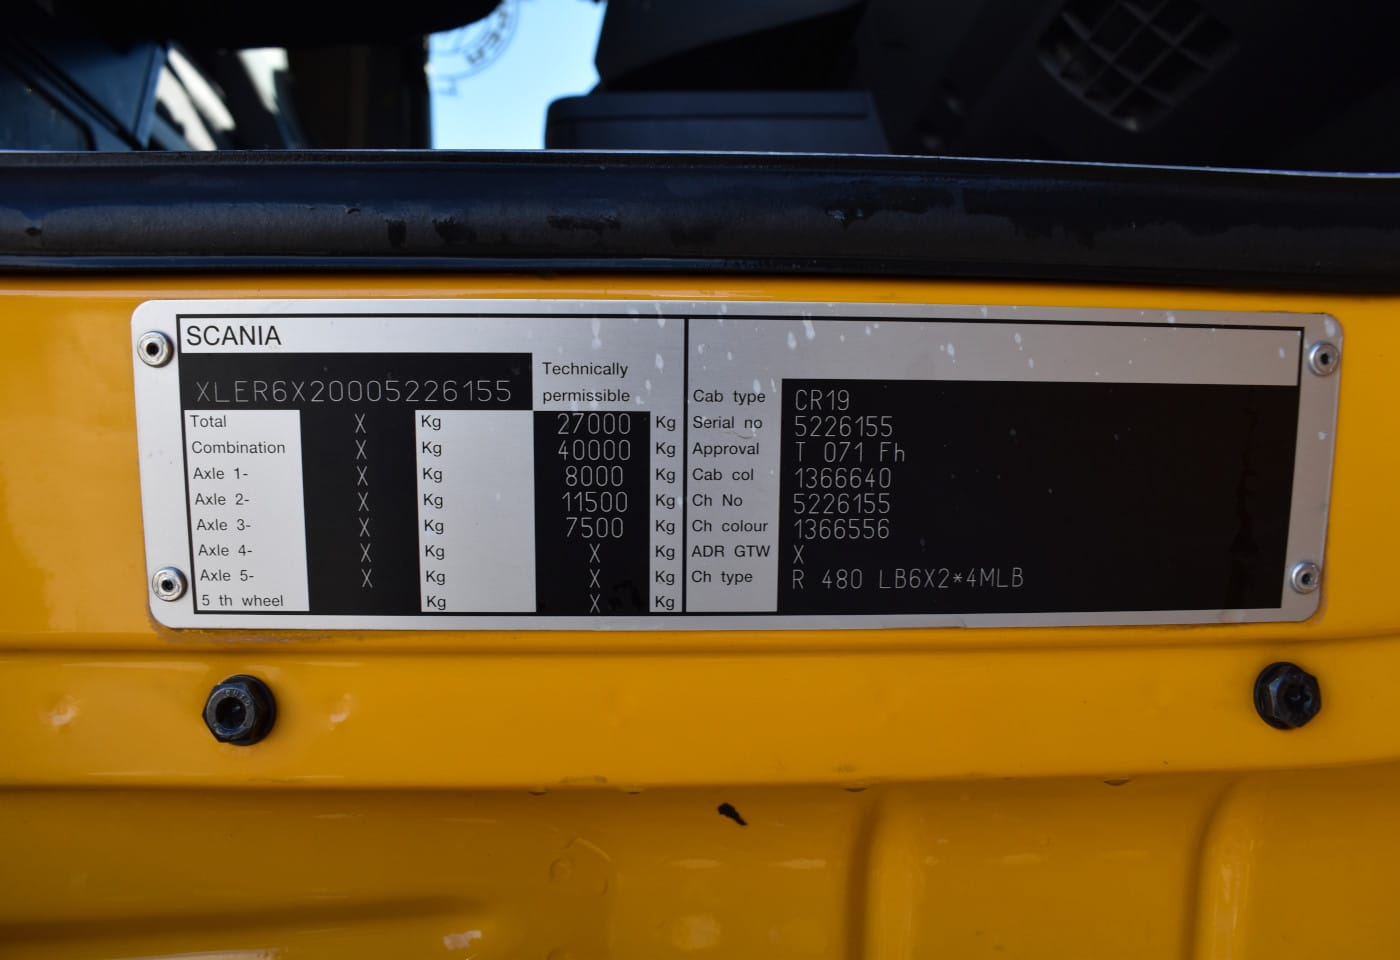 SCANIA
XLER6X20005226155
Technically
permissible
Total X Kg 27000 Kg
Combination X Kg 40000 Kg
Axle 1- X Kg 8000 Kg
Axle 2- X Kg 11500 Kg
Axle 3- X Kg 7500 Kg
Axle 4- X Kg X Kg
Axle 5- X Kg X Kg
5 th wheel Kg X Kg
Cab type CR19
Serial no 5226155
Approval T 071 Fh
Cab col 1366640
Ch No 5226155
Ch colour 1366556
ADR GTW X
Ch type R 480 LB6X2*4MLB